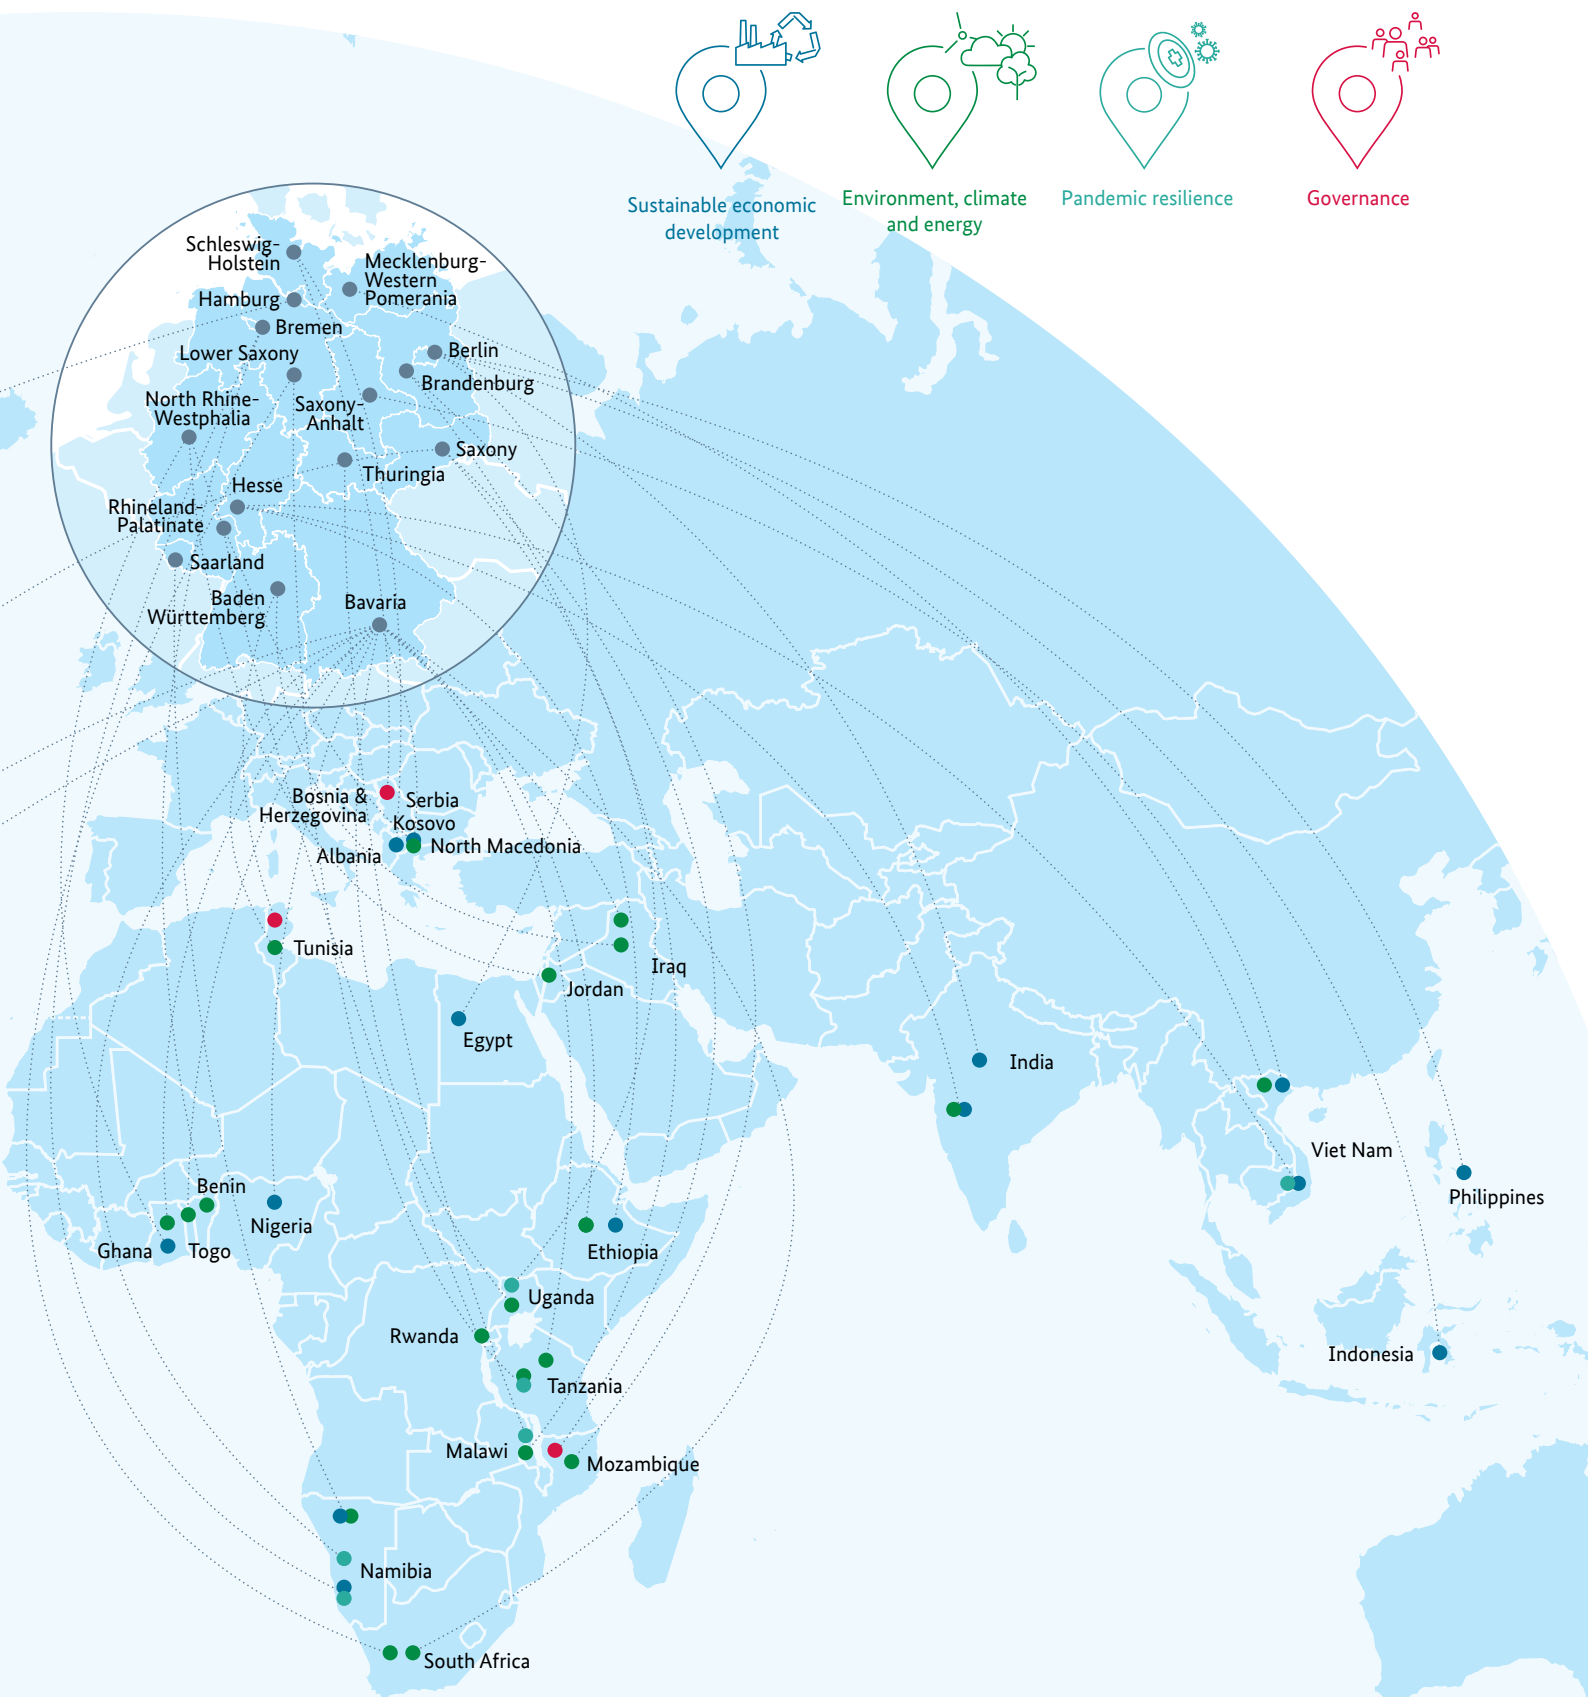 Sustainable economic
development
Environment, climate
and energy
Pandemic resilience
Governance
Schleswig-
Holstein
Mecklenburg-
Western
Pomerania
Hamburg
Bremen
Lower Saxony
Berlin
Brandenburg
North Rhine-
Westphalia
Saxony-
Anhalt
Saxony
Thuringia
Hesse
Rhineland-
Palatinate
Saarland
Baden
Württemberg
Bavaria
Bosnia &
Herzegovina
Serbia
Kosovo
Albania
North Macedonia
Tunisia
Iraq
Jordan
Egypt
India
Viet Nam
Philippines
Benin
Nigeria
Ghana
Togo
Ethiopia
Uganda
Rwanda
Indonesia
Tanzania
Malawi
Mozambique
Namibia
South Africa